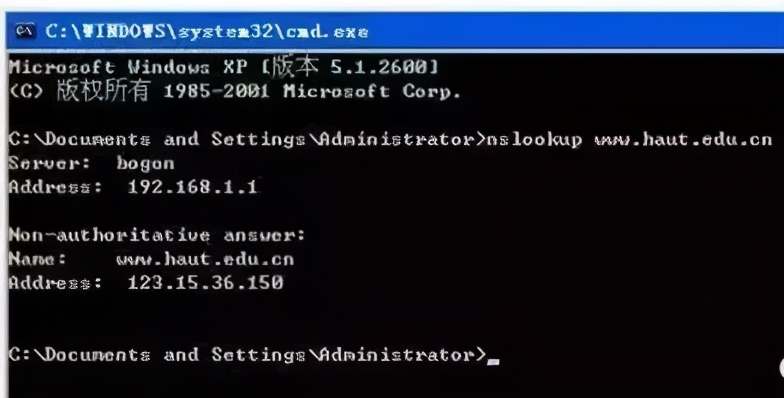 C:\WINDOWS\system32\cmd.exe
Microsoft Windows XP [版本 5.1.2600]
(C) 版权所有 1985-2001 Microsoft Corp.
C:\Documents and Settings\Administrator>nslookup www.haut.edu.cn
Server:  bogon
Address:  192.168.1.1
Non-authoritative answer:
Name:    www.haut.edu.cn
Address:  123.15.36.150
C:\Documents and Settings\Administrator>_